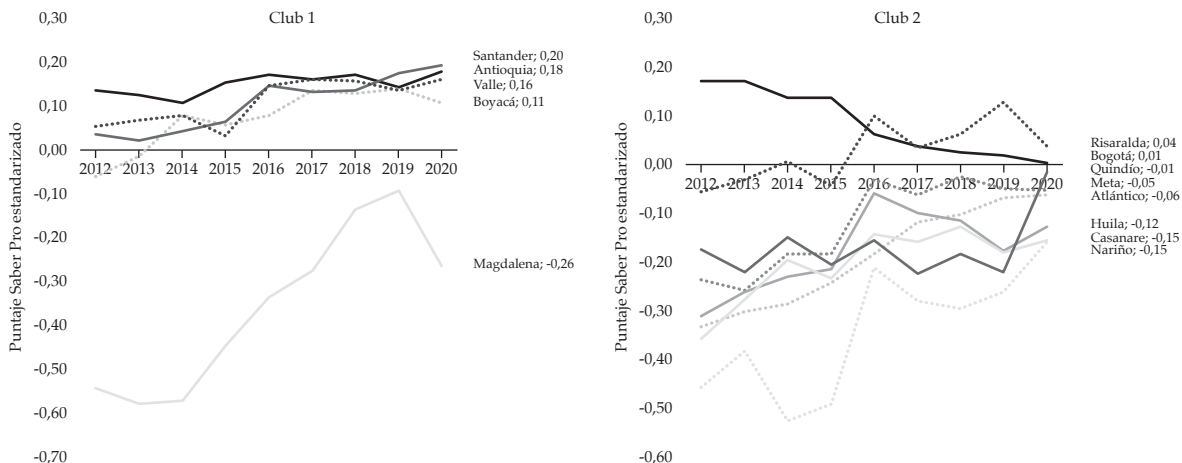 Club 1
Puntaje Saber Pro estandarizado
0,30
0,20
0,10
0,00
-0,10
-0,20
-0,30
-0,40
-0,50
-0,60
-0,70
2012 2013 2014 2015 2016 2017 2018 2019 2020
Santander; 0,20
Antioquia; 0,18
Valle; 0,16
Boyacá; 0,11
Magdalena; -0,26
Club 2
Puntaje Saber Pro estandarizado
0,30
0,20
0,10
0,00
-0,10
-0,20
-0,30
-0,40
-0,50
-0,60
2012 2013 2014 2015 2016 2017 2018 2019 2020
Risaralda; 0,04
Bogotá; 0,01
Quindío; -0,01
Meta; -0,05
Atlántico; -0,06
Huila; -0,12
Casanare; -0,15
Nariño; -0,15